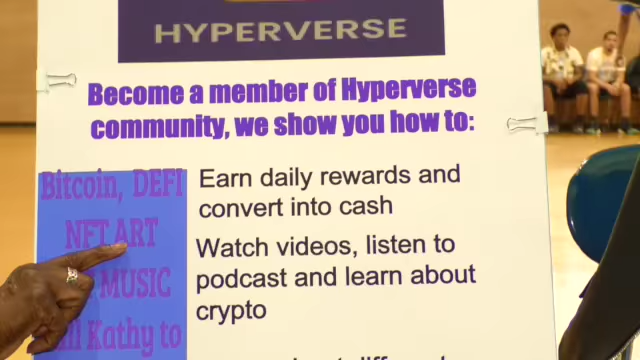 HYPERVERSE
Become a member of Hyperverse
community, we show you how to:
Bitcoin, DEFI
NFT ART
MUSIC
Kathy to
Earn daily rewards and
convert into cash
Watch videos, listen to
podcast and learn about
crypto